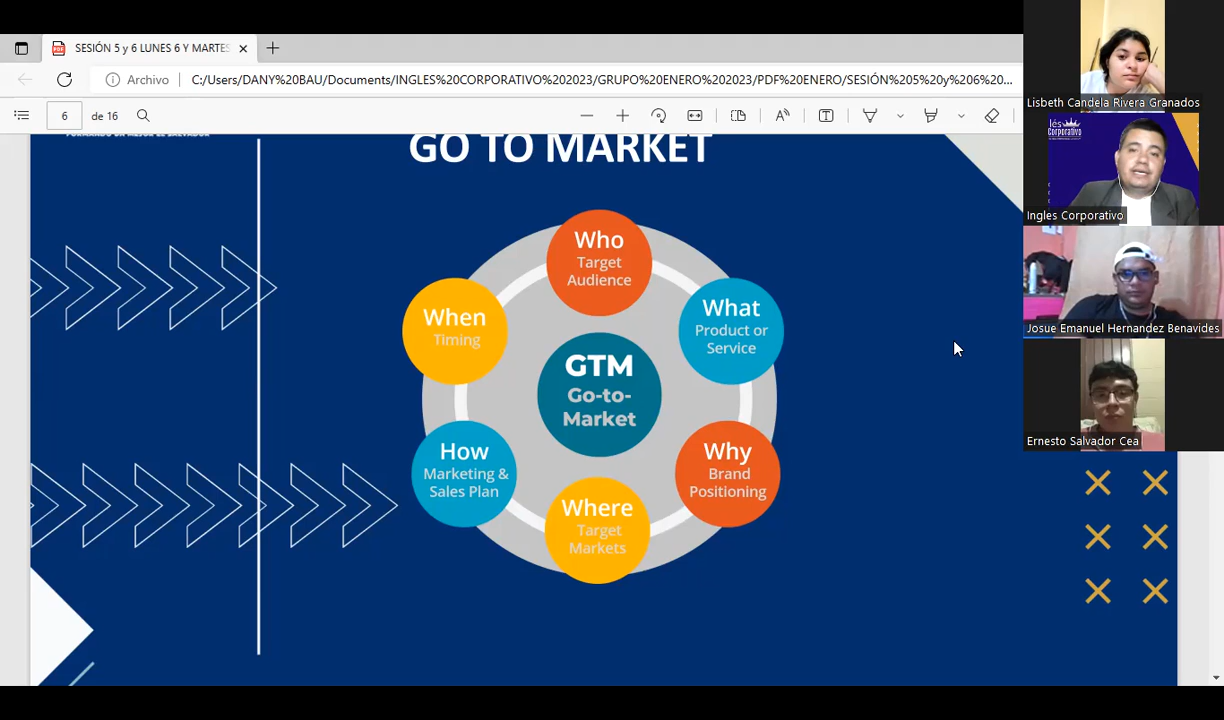 SESIÓN 5 y 6 LUNES 6 Y MARTES
Archivo
C:/Users/DANY%20BAU/Documents/INGLES%20CORPORATIVO%202023/GRUPO%20ENERO%202023/PDF%20ENERO/SESIÓN%205%20y%206%20...
6
de 16
GO TO MARKET
Who
Target
Audience
What
Product or
Service
Why
Brand
Positioning
Where
Target
Markets
How
Marketing &
Sales Plan
When
Timing
GTM
Go-to-
Market
Lisbeth Candela Rivera Granados
lés
Corporativo
Ingles Corporativo
Josue Emanuel Hernandez Benavides
Ernesto Salvador Cea